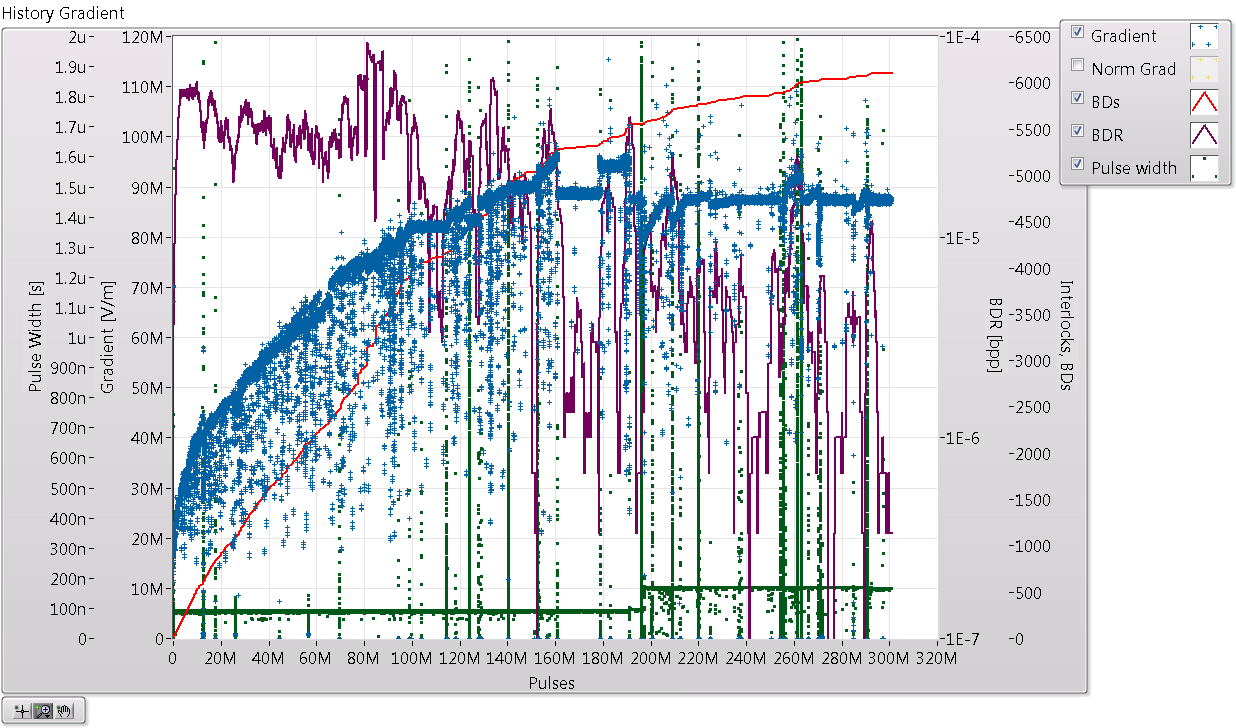 History Gradient
2u
1.9u
1.8u
1.7u
1.6u
1.5u
1.4u
1.3u
1.2u
1.1u
1u
900n
800n
700n
600n
500n
400n
300n
200n
100n
0
Pulse Width [s]
120M
110M
100M
90M
80M
70M
60M
50M
40M
30M
20M
10M
0
Gradient [V/m]
0 20M 40M 60M 80M 100M 120M 140M 160M 180M 200M 220M 240M 260M 280M 300M 320M
Pulses
1E-4
1E-5
1E-6
1E-7
BDR [bpp]
6500
6000
5500
5000
4500
4000
3500
3000
2500
2000
1500
1000
500
0
Interlocks, BDs
Gradient
Norm Grad
BDs
BDR
Pulse width